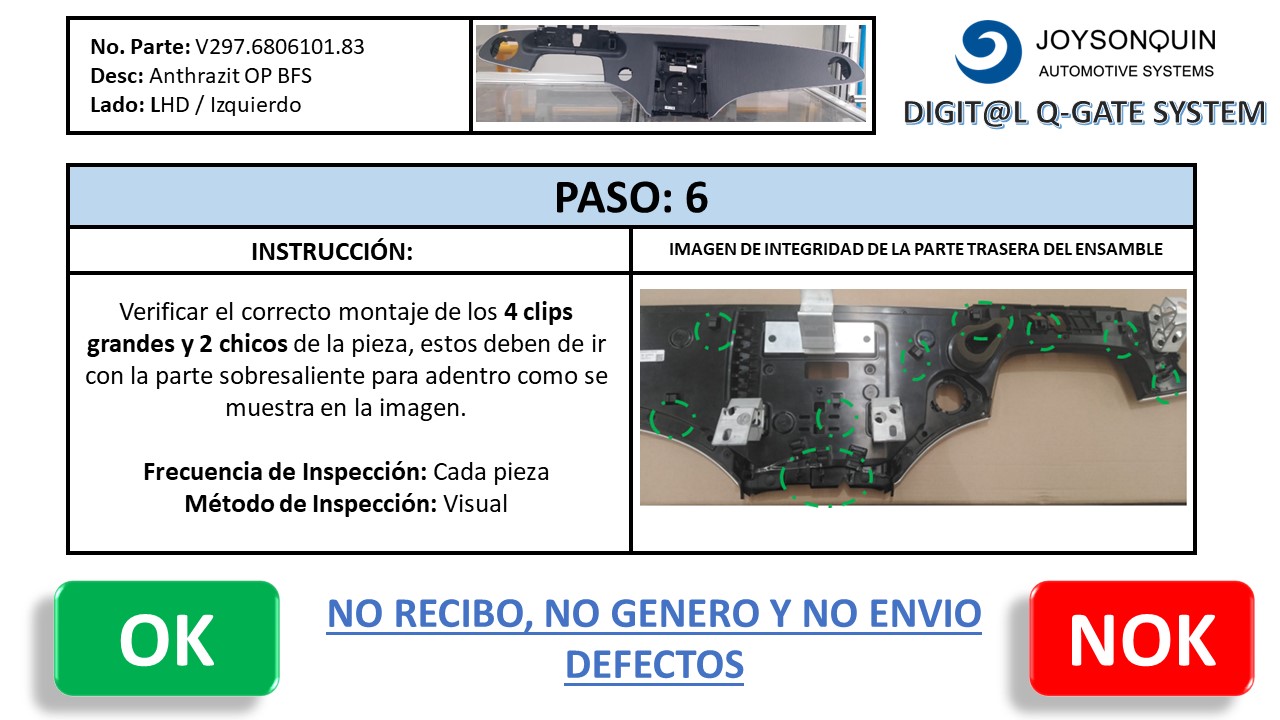 No. Parte: V297.6806101.83
Desc: Anthrazit OP BFS
Lado: LHD / Izquierdo
JOYSONQUIN
AUTOMOTIVE SYSTEMS
DIGIT@L Q-GATE SYSTEM
PASO: 6
INSTRUCCIÓN:
IMAGEN DE INTEGRIDAD DE LA PARTE TRASERA DEL ENSAMBLE
Verificar el correcto montaje de los 4 clips
grandes y 2 chicos de la pieza, estos deben de ir
con la parte sobresaliente para adentro como se
muestra en la imagen.
Frecuencia de Inspección: Cada pieza
Método de Inspección: Visual
OK
NO RECIBO, NO GENERO Y NO ENVIO
DEFECTOS
NOK